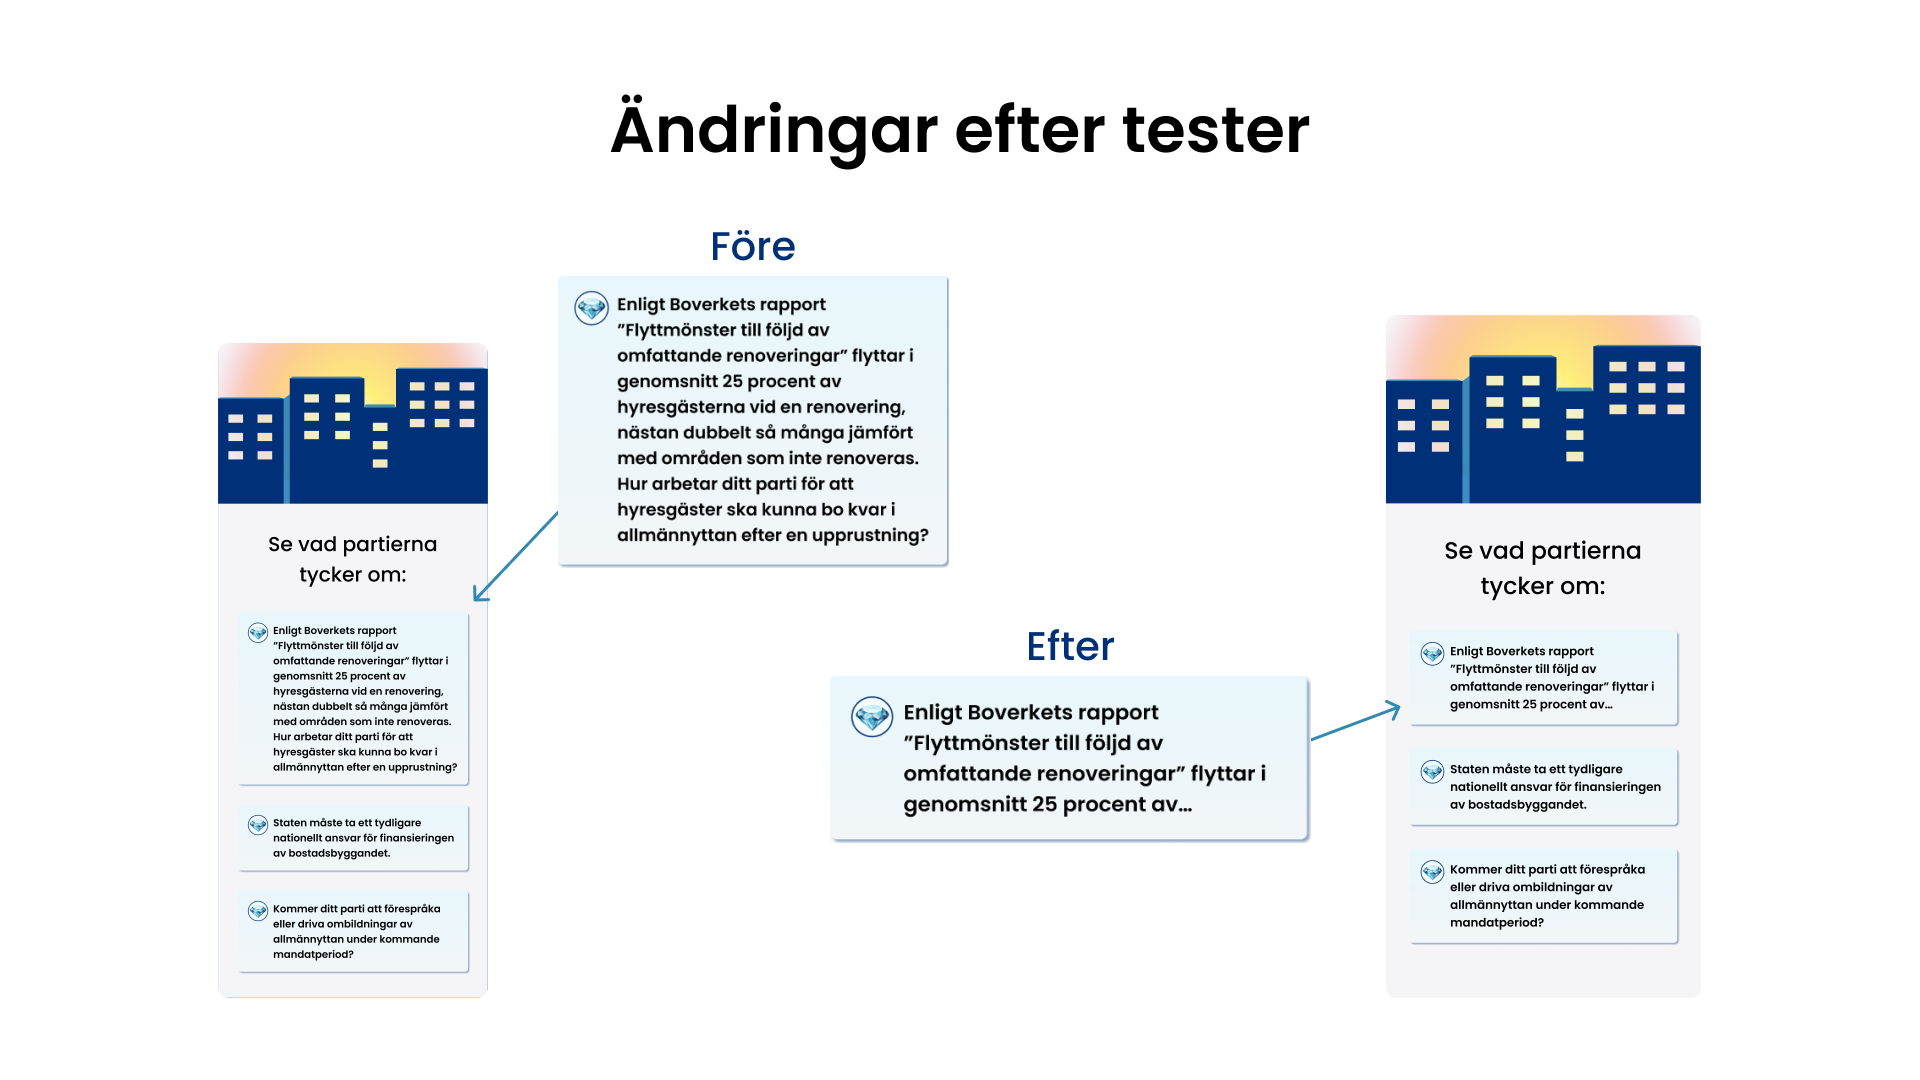 Ändringar efter tester
Före
Enligt Boverkets rapport
”Flyttmönster till följd av
omfattande renoveringar” flyttar i
genomsnitt 25 procent av
hyresgästerna vid en renovering,
nästan dubbelt så många jämfört
med områden som inte renoveras.
Hur arbetar ditt parti för att
hyresgäster ska kunna bo kvar i
allmännyttan efter en upprustning?
Se vad partierna
tycker om:
Enligt Boverkets rapport
”Flyttmönster till följd av
omfattande renoveringar” flyttar i
genomsnitt 25 procent av
hyresgästerna vid en renovering,
nästan dubbelt så många jämfört
med områden som inte renoveras.
Hur arbetar ditt parti för att
hyresgäster ska kunna bo kvar i
allmännyttan efter en upprustning?
Staten måste ta ett tydligare
nationellt ansvar för finansieringen
av bostadsbyggandet.
Kommer ditt parti att förespråka
eller driva ombildningar av
allmännyttan under kommande
mandatperiod?
Efter
Enligt Boverkets rapport
”Flyttmönster till följd av
omfattande renoveringar” flyttar i
genomsnitt 25 procent av...
Se vad partierna
tycker om:
Enligt Boverkets rapport
”Flyttmönster till följd av
omfattande renoveringar” flyttar i
genomsnitt 25 procent av...
Staten måste ta ett tydligare
nationellt ansvar för finansieringen
av bostadsbyggandet.
Kommer ditt parti att förespråka
eller driva ombildningar av
allmännyttan under kommande
mandatperiod?